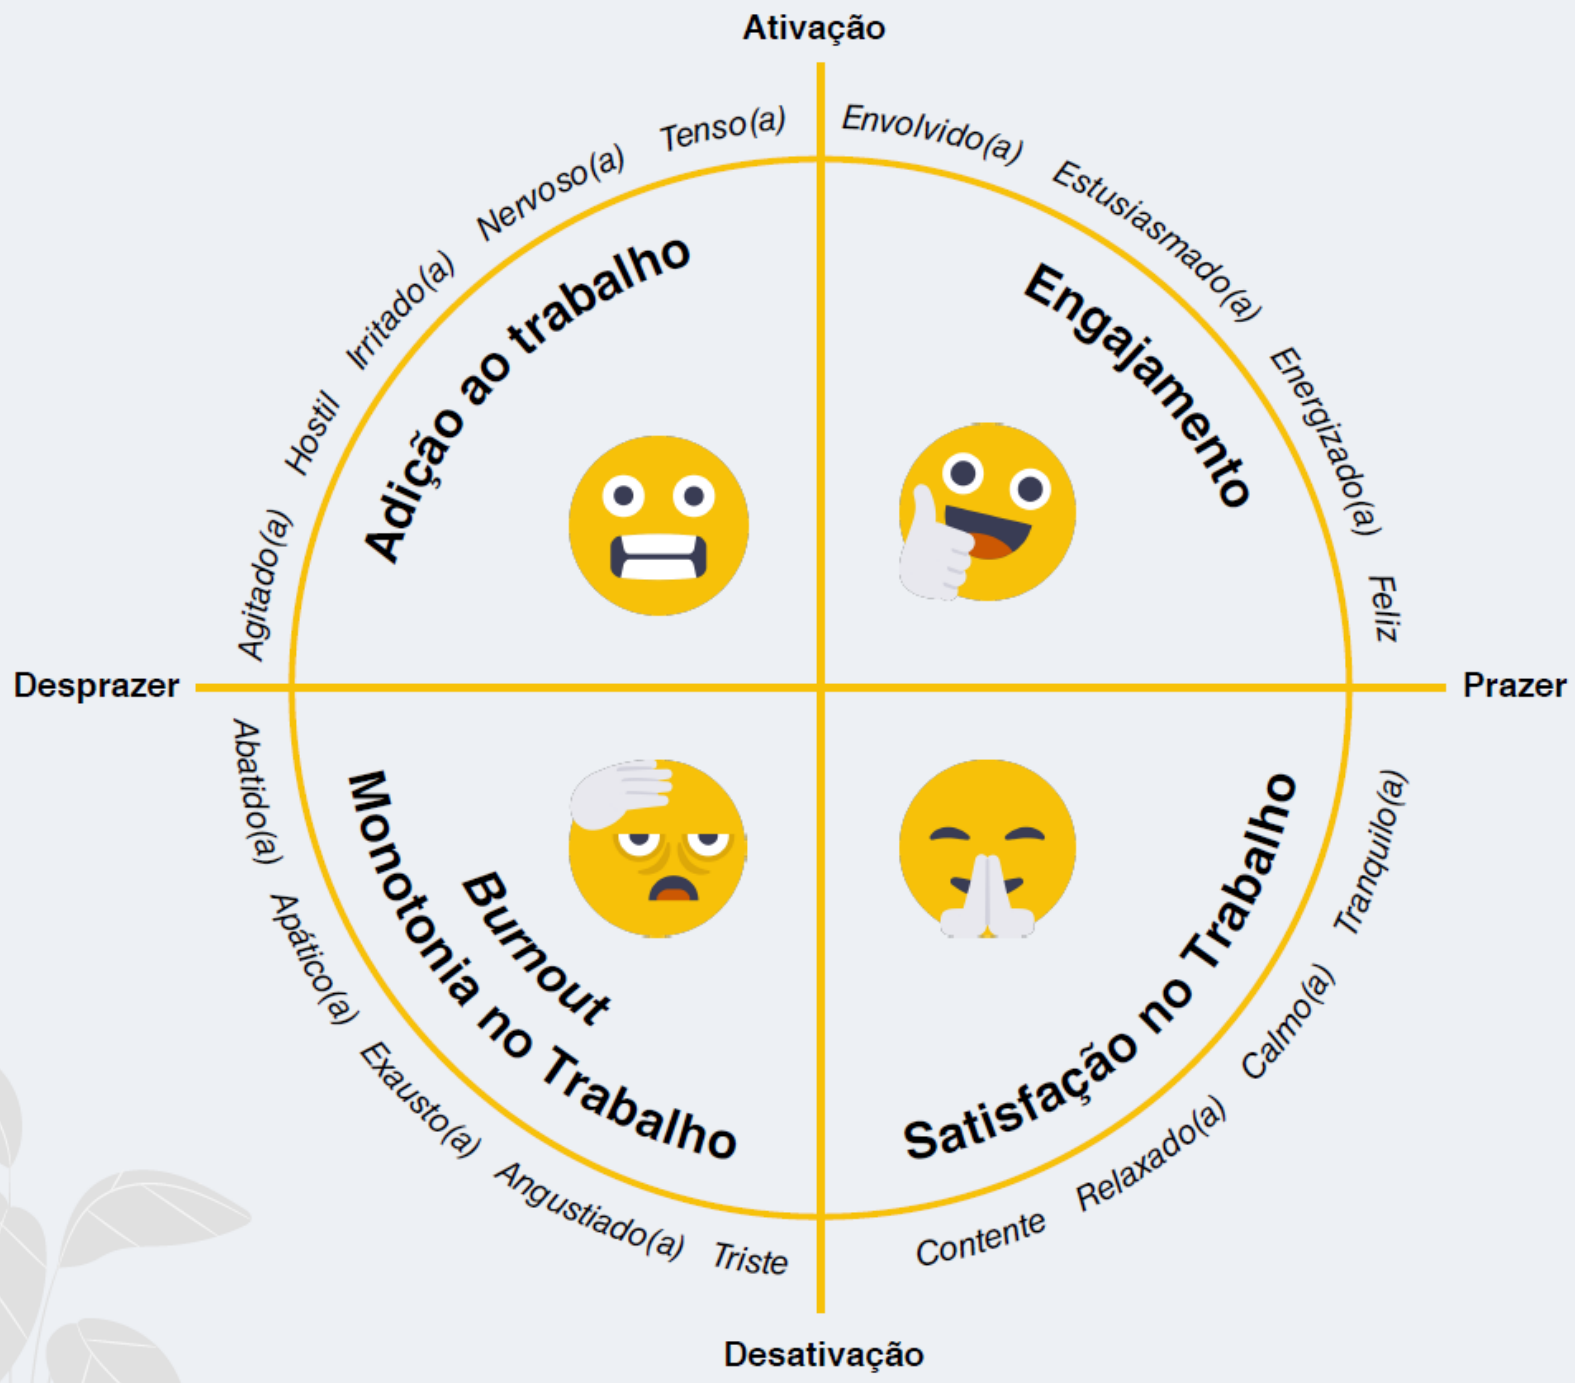 Ativação
Tenso(a)
Nervoso(a)
Irritado(a)
Hostil
Agitado(a)
Adição ao trabalho
Envolvido(a)
Estusiasmado(a)
Energizado(a)
Feliz
Engajamento
Desprazer
Prazer
Abatido(a)
Apático(a)
Exausto(a)
Angustiado(a)
Triste
Burnout
Monotonia no Trabalho
Tranquilo(a)
Calmo(a)
Relaxado(a)
Contente
Satisfação no Trabalho
Desativação